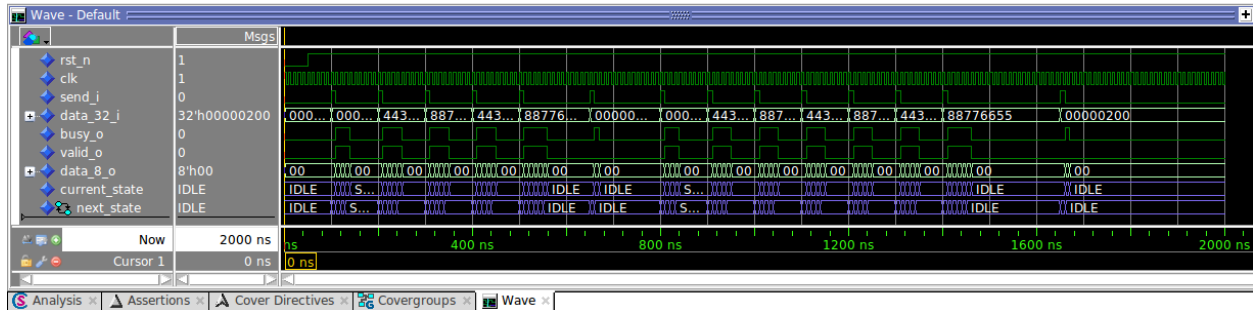 Wave - Default
Msgs
rst_n 1
clk 1
send_i 0
data_32_i 32'h00000200 000... 000... 443... 887... 443... 88776... 00000... 000... 443... 887... 443... 887... 443... 88776655 00000200
busy_o 0
valid_o 0
data_8_o 8'h00 00 00 00 00 00 00 00 00 00 00 00 00 00 00 00
current_state IDLE IDLE S... IDLE IDLE S... IDLE IDLE
next_state IDLE IDLE S... IDLE IDLE S... IDLE IDLE
Now 2000 ns ns 400 ns 800 ns 1200 ns 1600 ns 2000 ns
Cursor 1 0 ns 0 ns
Analysis Assertions Cover Directives Covergroups Wave